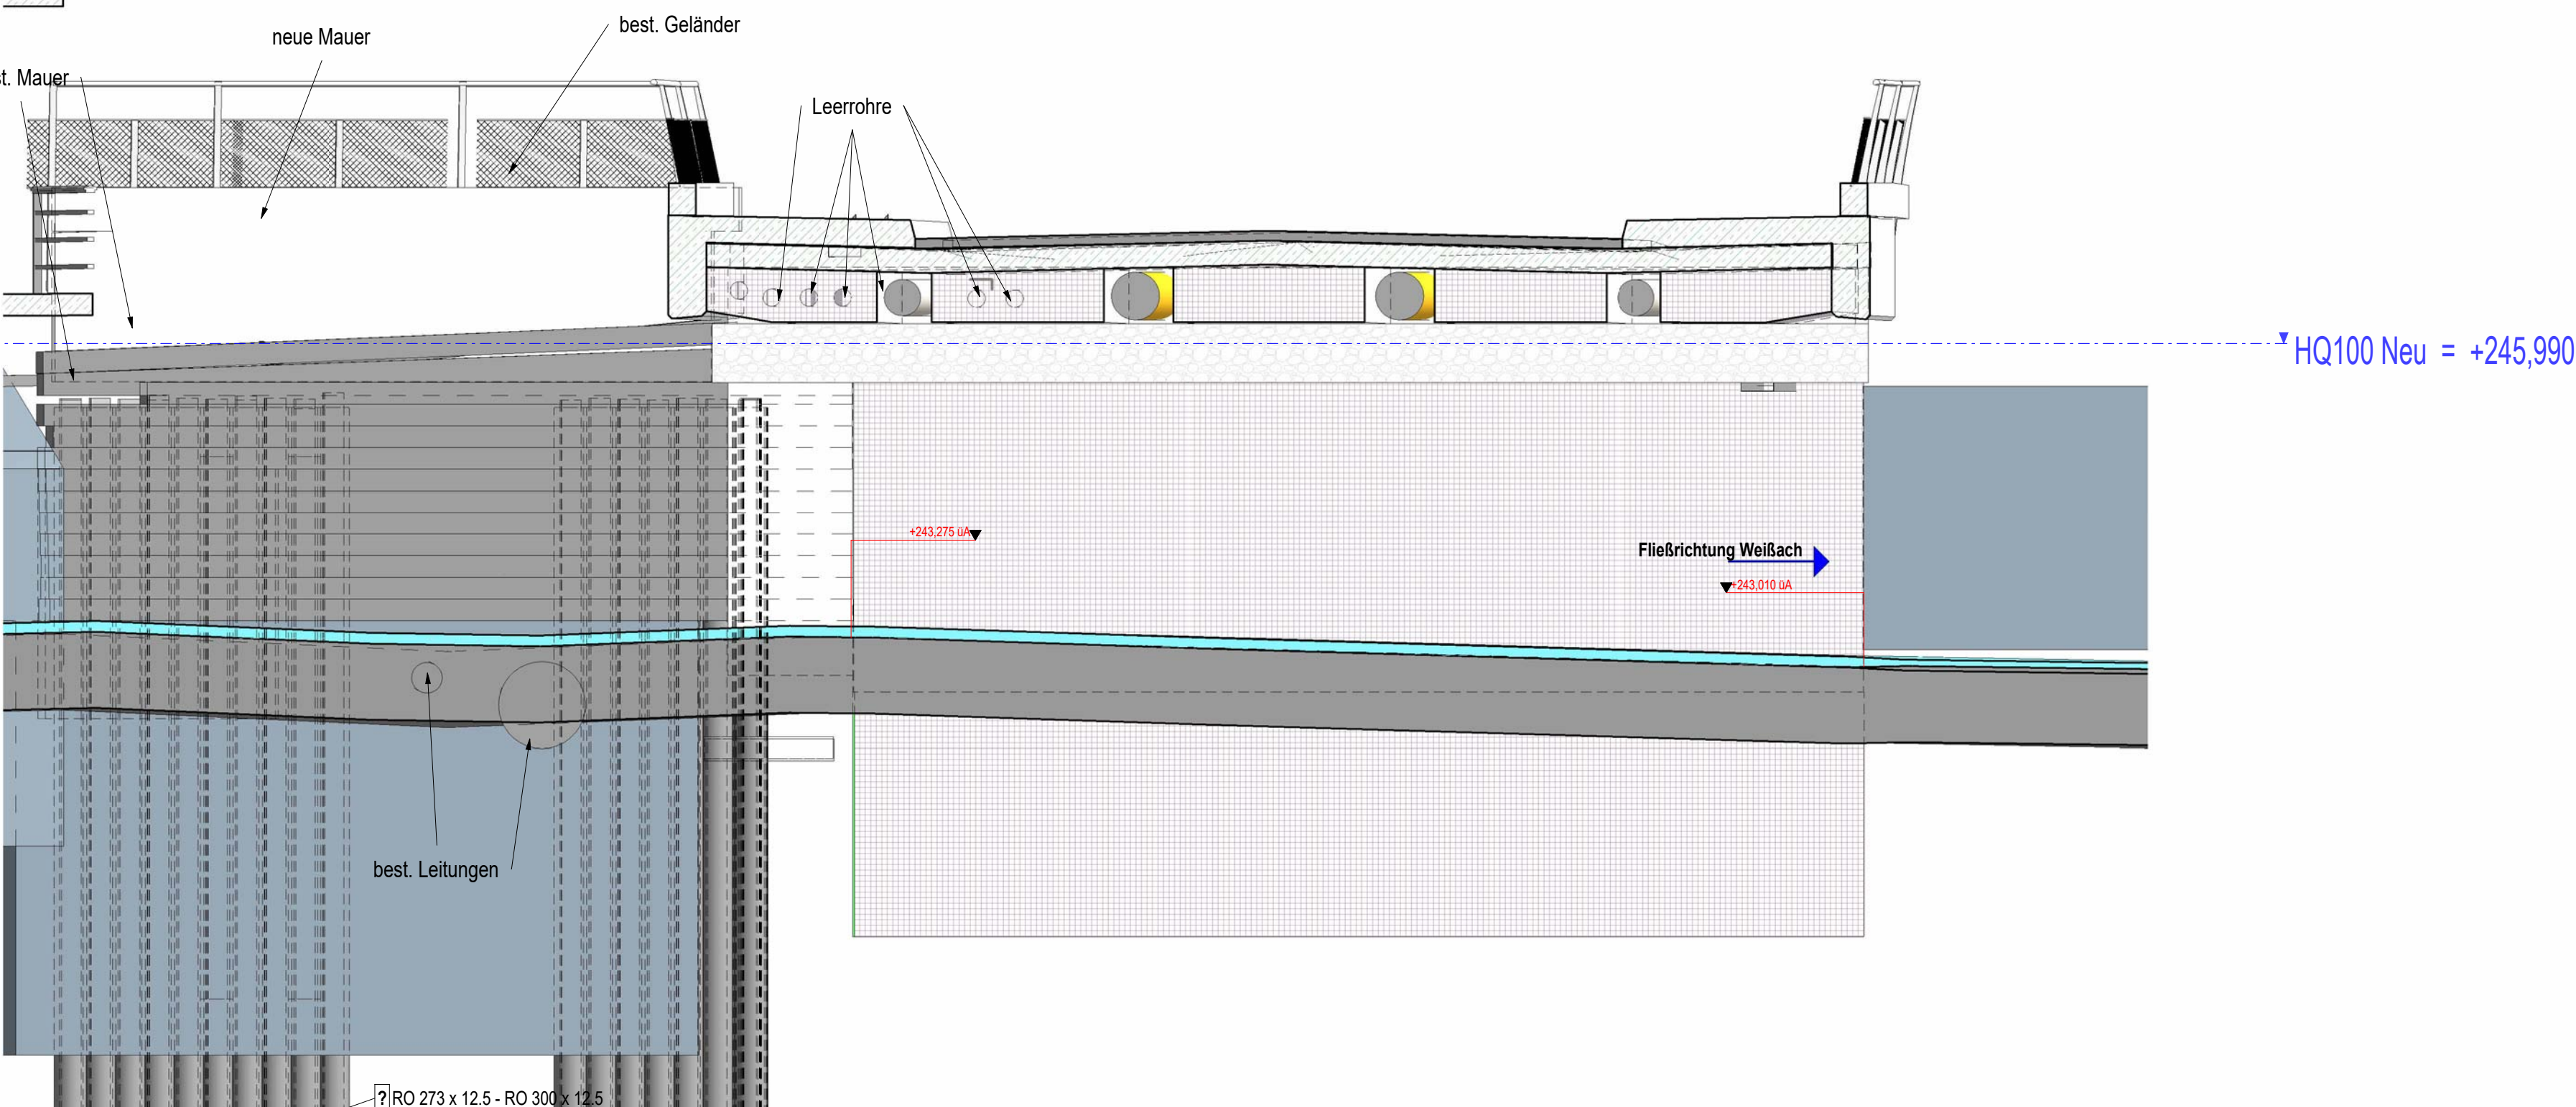 best. Geländer
neue Mauer
t. Mauer
Leerrohre
HQ100 Neu = +245,990
+243,275 üA
Fließrichtung Weißach
+243,010 üA
best. Leitungen
? RO 273 x 12.5 - RO 300 x 12.5